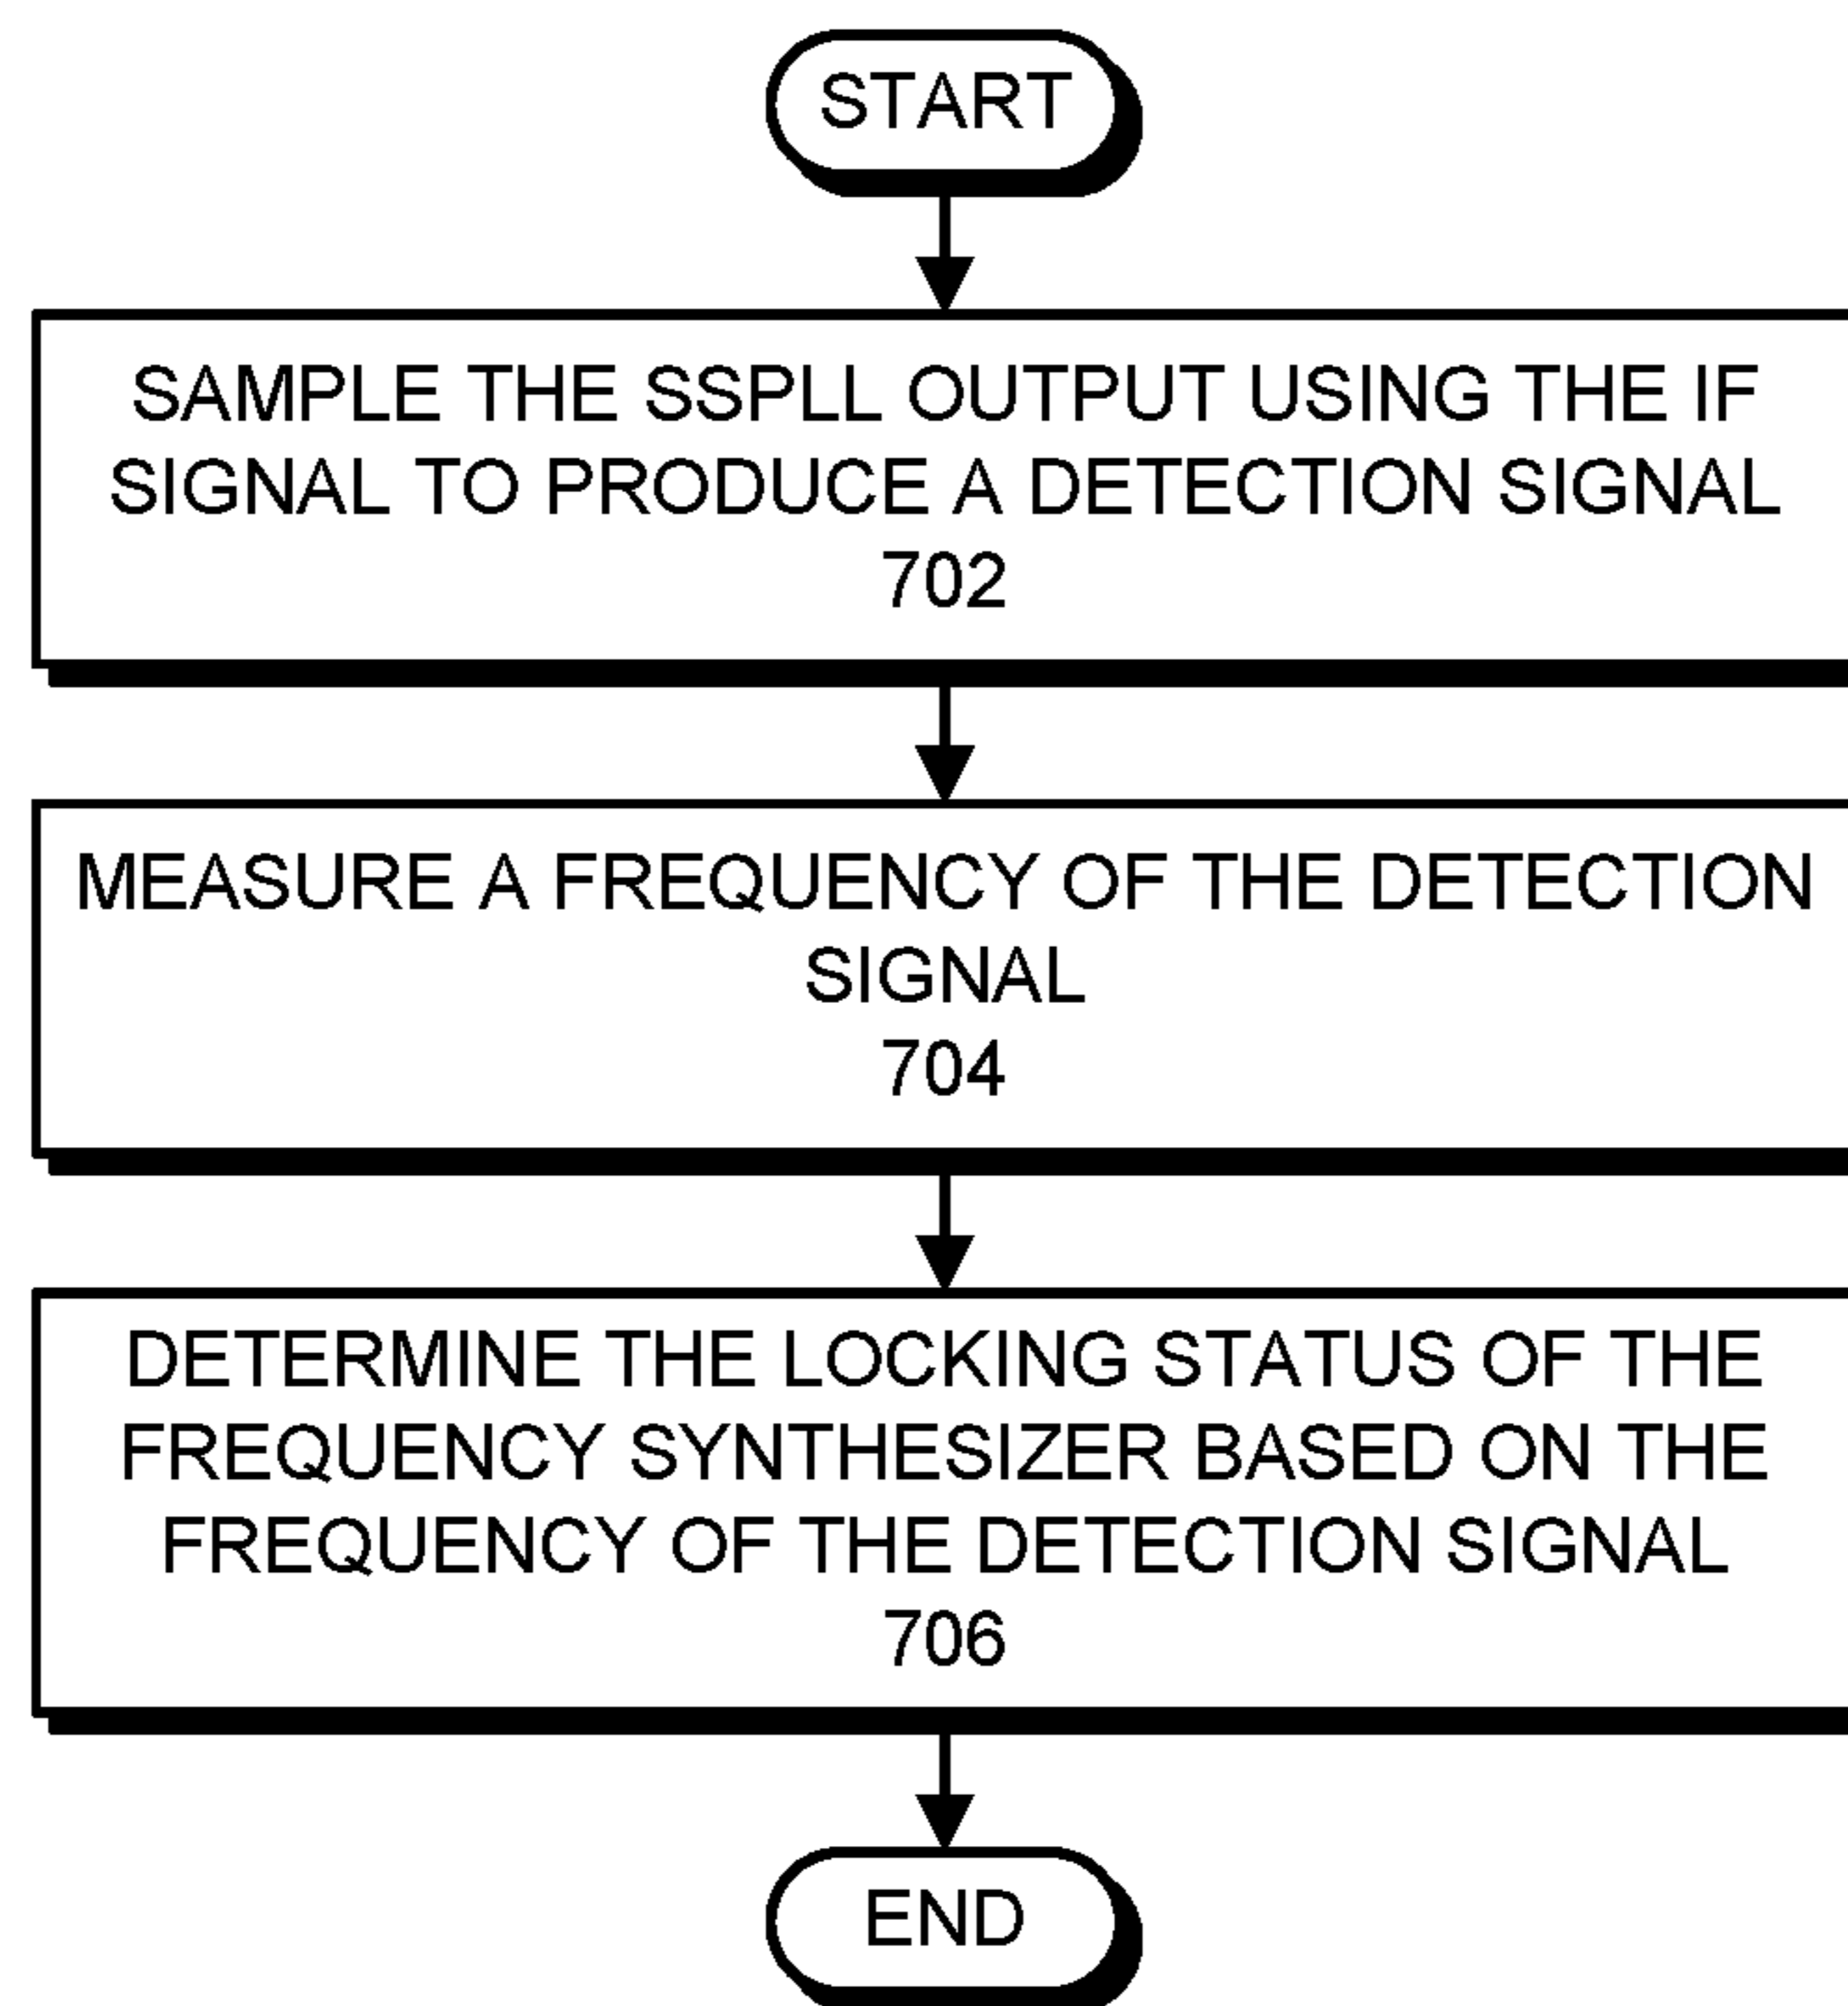 START
SAMPLE THE SSPLL OUTPUT USING THE IF
SIGNAL TO PRODUCE A DETECTION SIGNAL
702
MEASURE A FREQUENCY OF THE DETECTION
SIGNAL
704
DETERMINE THE LOCKING STATUS OF THE
FREQUENCY SYNTHESIZER BASED ON THE
FREQUENCY OF THE DETECTION SIGNAL
706
END